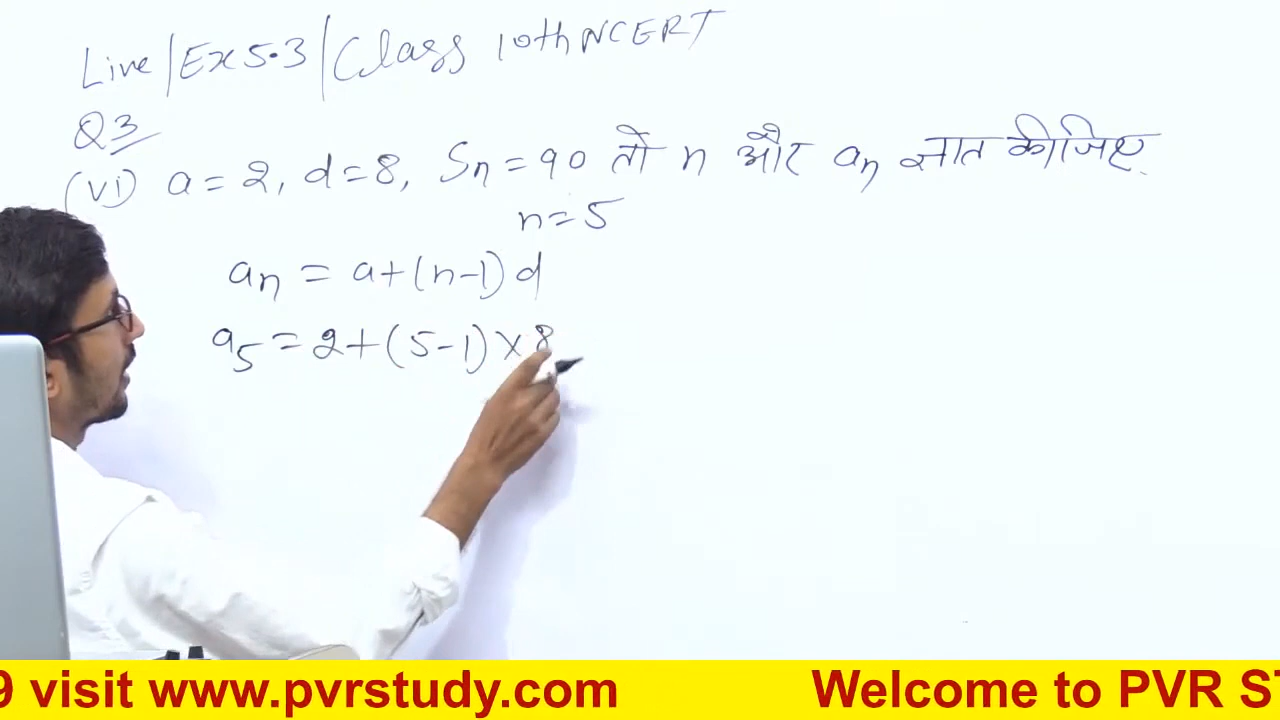 Live/Ex 5.3/Class 10th NCERT
Q3
(vi) a = 2, d = 8, Sn = 90 तो n और an ज्ञात कीजिए.
n = 5
an = a + (n-1) d
a5 = 2 + (5-1) × 8
9 visit www.pvrstudy.com Welcome to PVR ST